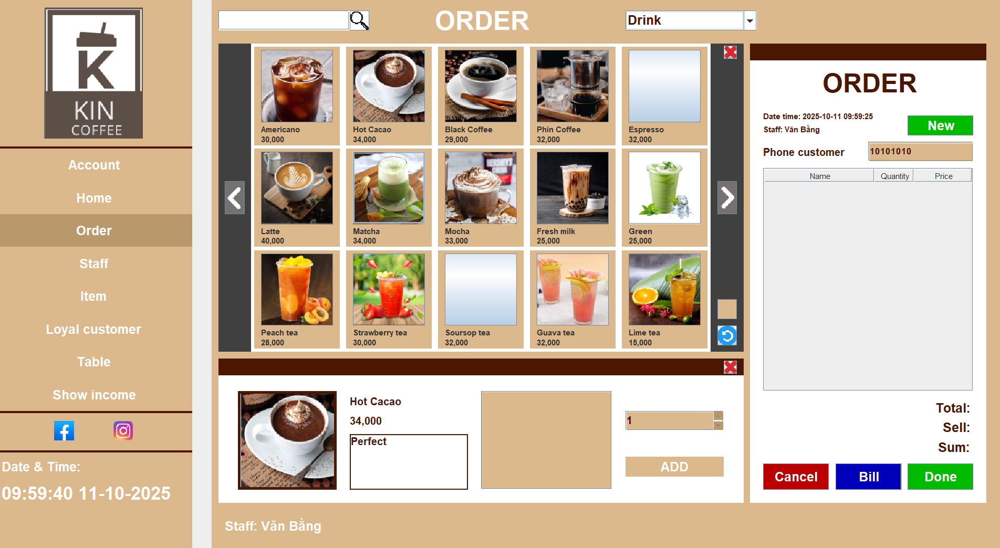 K
KIN
COFFEE
Account
Home
Order
Staff
Item
Loyal customer
Table
Show income
Date & Time:
09:59:40 11-10-2025
ORDER
Drink
Americano
30,000
Hot Cacao
34,000
Black Coffee
29,000
Phin Coffee
32,000
Espresso
32,000
Latte
40,000
Matcha
34,000
Mocha
33,000
Fresh milk
25,000
Green
25,000
Peach tea
28,000
Strawberry tea
30,000
Soursop tea
32,000
Guava tea
32,000
Lime tea
15,000
Hot Cacao
34,000
Perfect
1
ADD
Staff: Văn Bằng
ORDER
Date time: 2025-10-11 09:59:25
Staff: Văn Bằng
New
Phone customer
10101010
Name Quantity Price
Total:
Sell:
Sum:
Cancel Bill Done